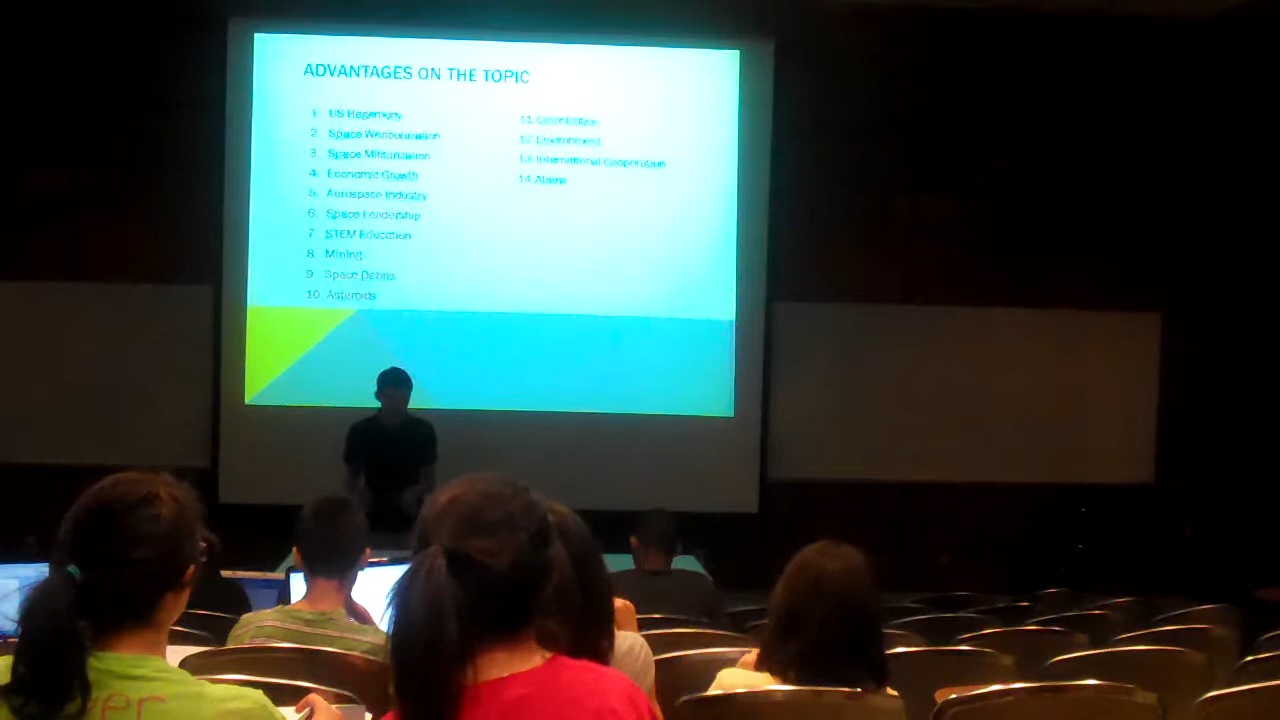 ADVANTAGES ON THE TOPIC
1. US Hegemony
2. Space Weaponization
3. Space Militarization
4. Economic Growth
5. Aerospace Industry
6. Space Leadership
7. STEM Education
8. Mining
9. Space Debris
10. Asteroids
11. Colonization
12. Environment
13. International Cooperation
14. Aliens